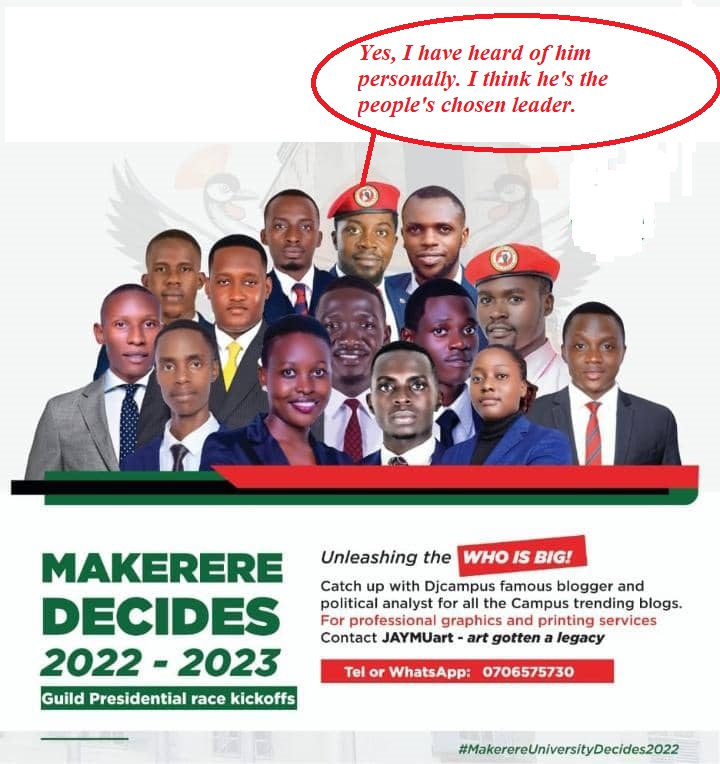 Yes, I have heard of him
personally. I think he's the
people's chosen leader.
MAKERERE
DECIDES
2022 - 2023
Guild Presidential race kickoffs
Unleashing the WHO IS BIG!
Catch up with Djcampus famous blogger and
political analyst for all the Campus trending blogs.
For professional graphics and printing services
Contact JAYMUart - art gotten a legacy
Tel or WhatsApp: 0706575730
#MakerereUniversityDecides2022